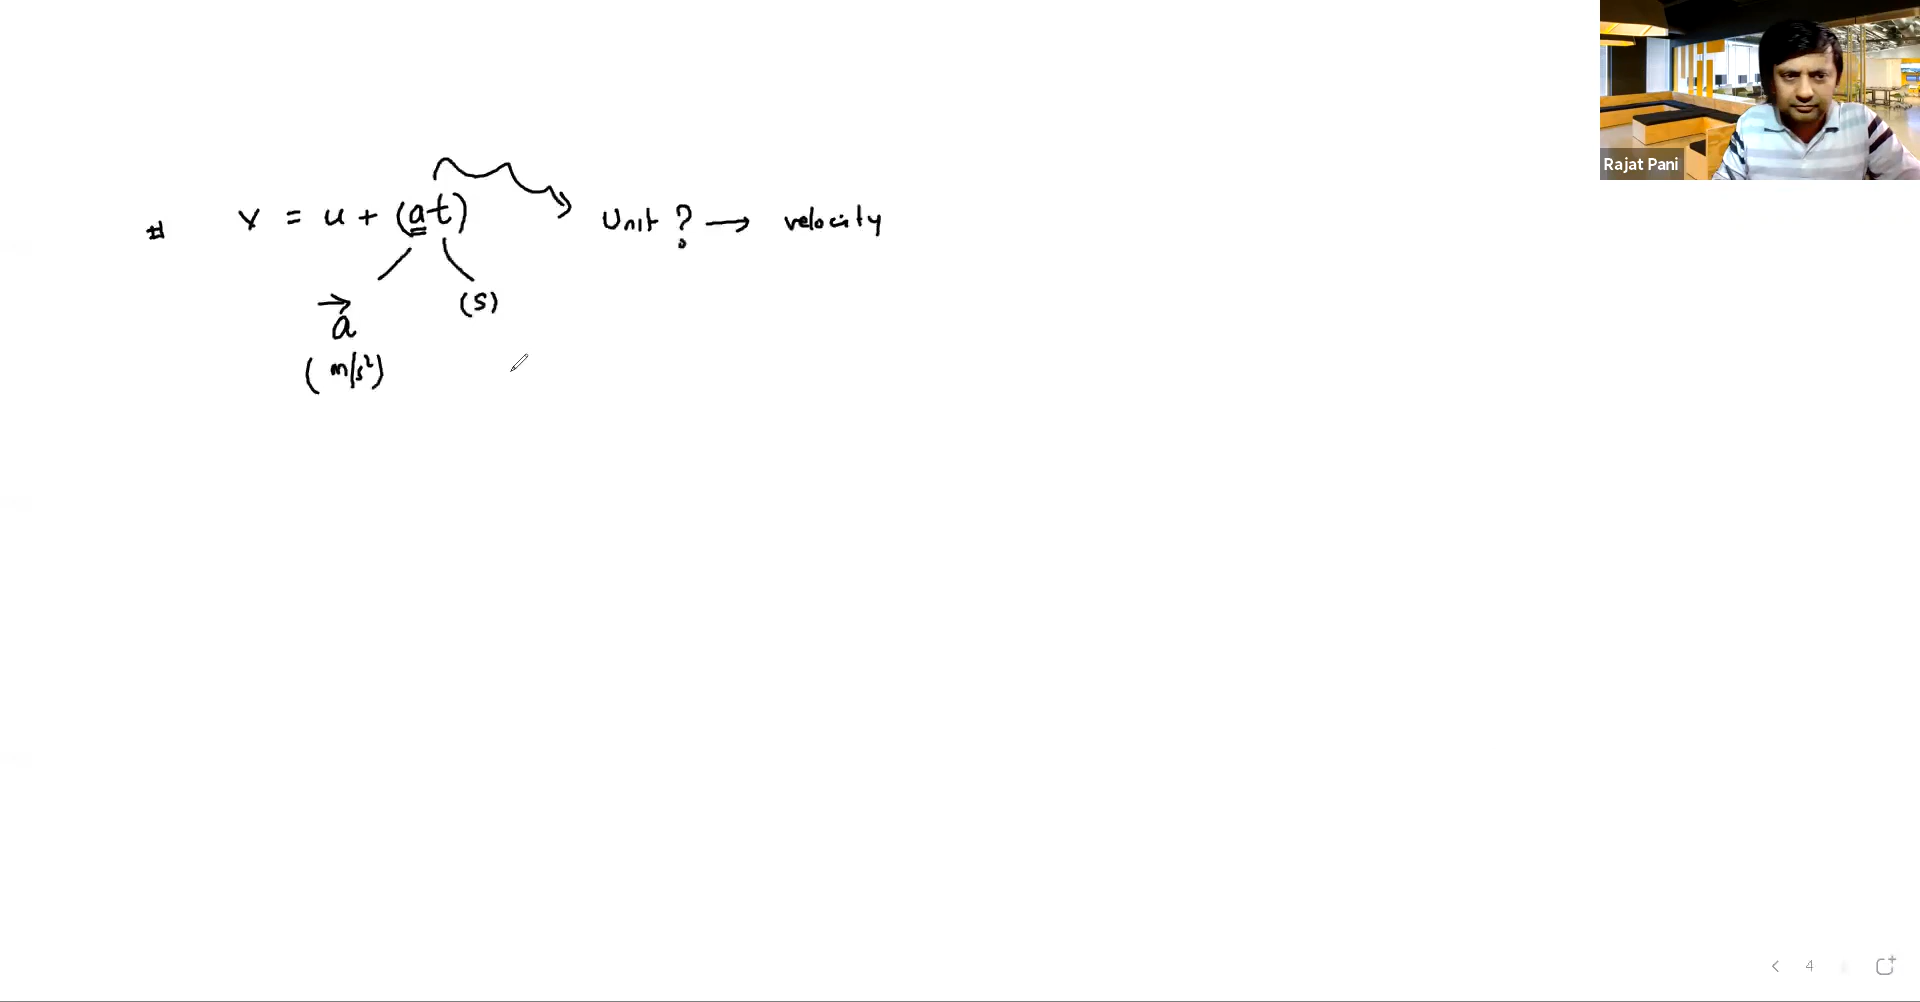 Rajat Pani
# v = u + (at) Unit ? → velocity
→
a (s)
(m/s²)
4